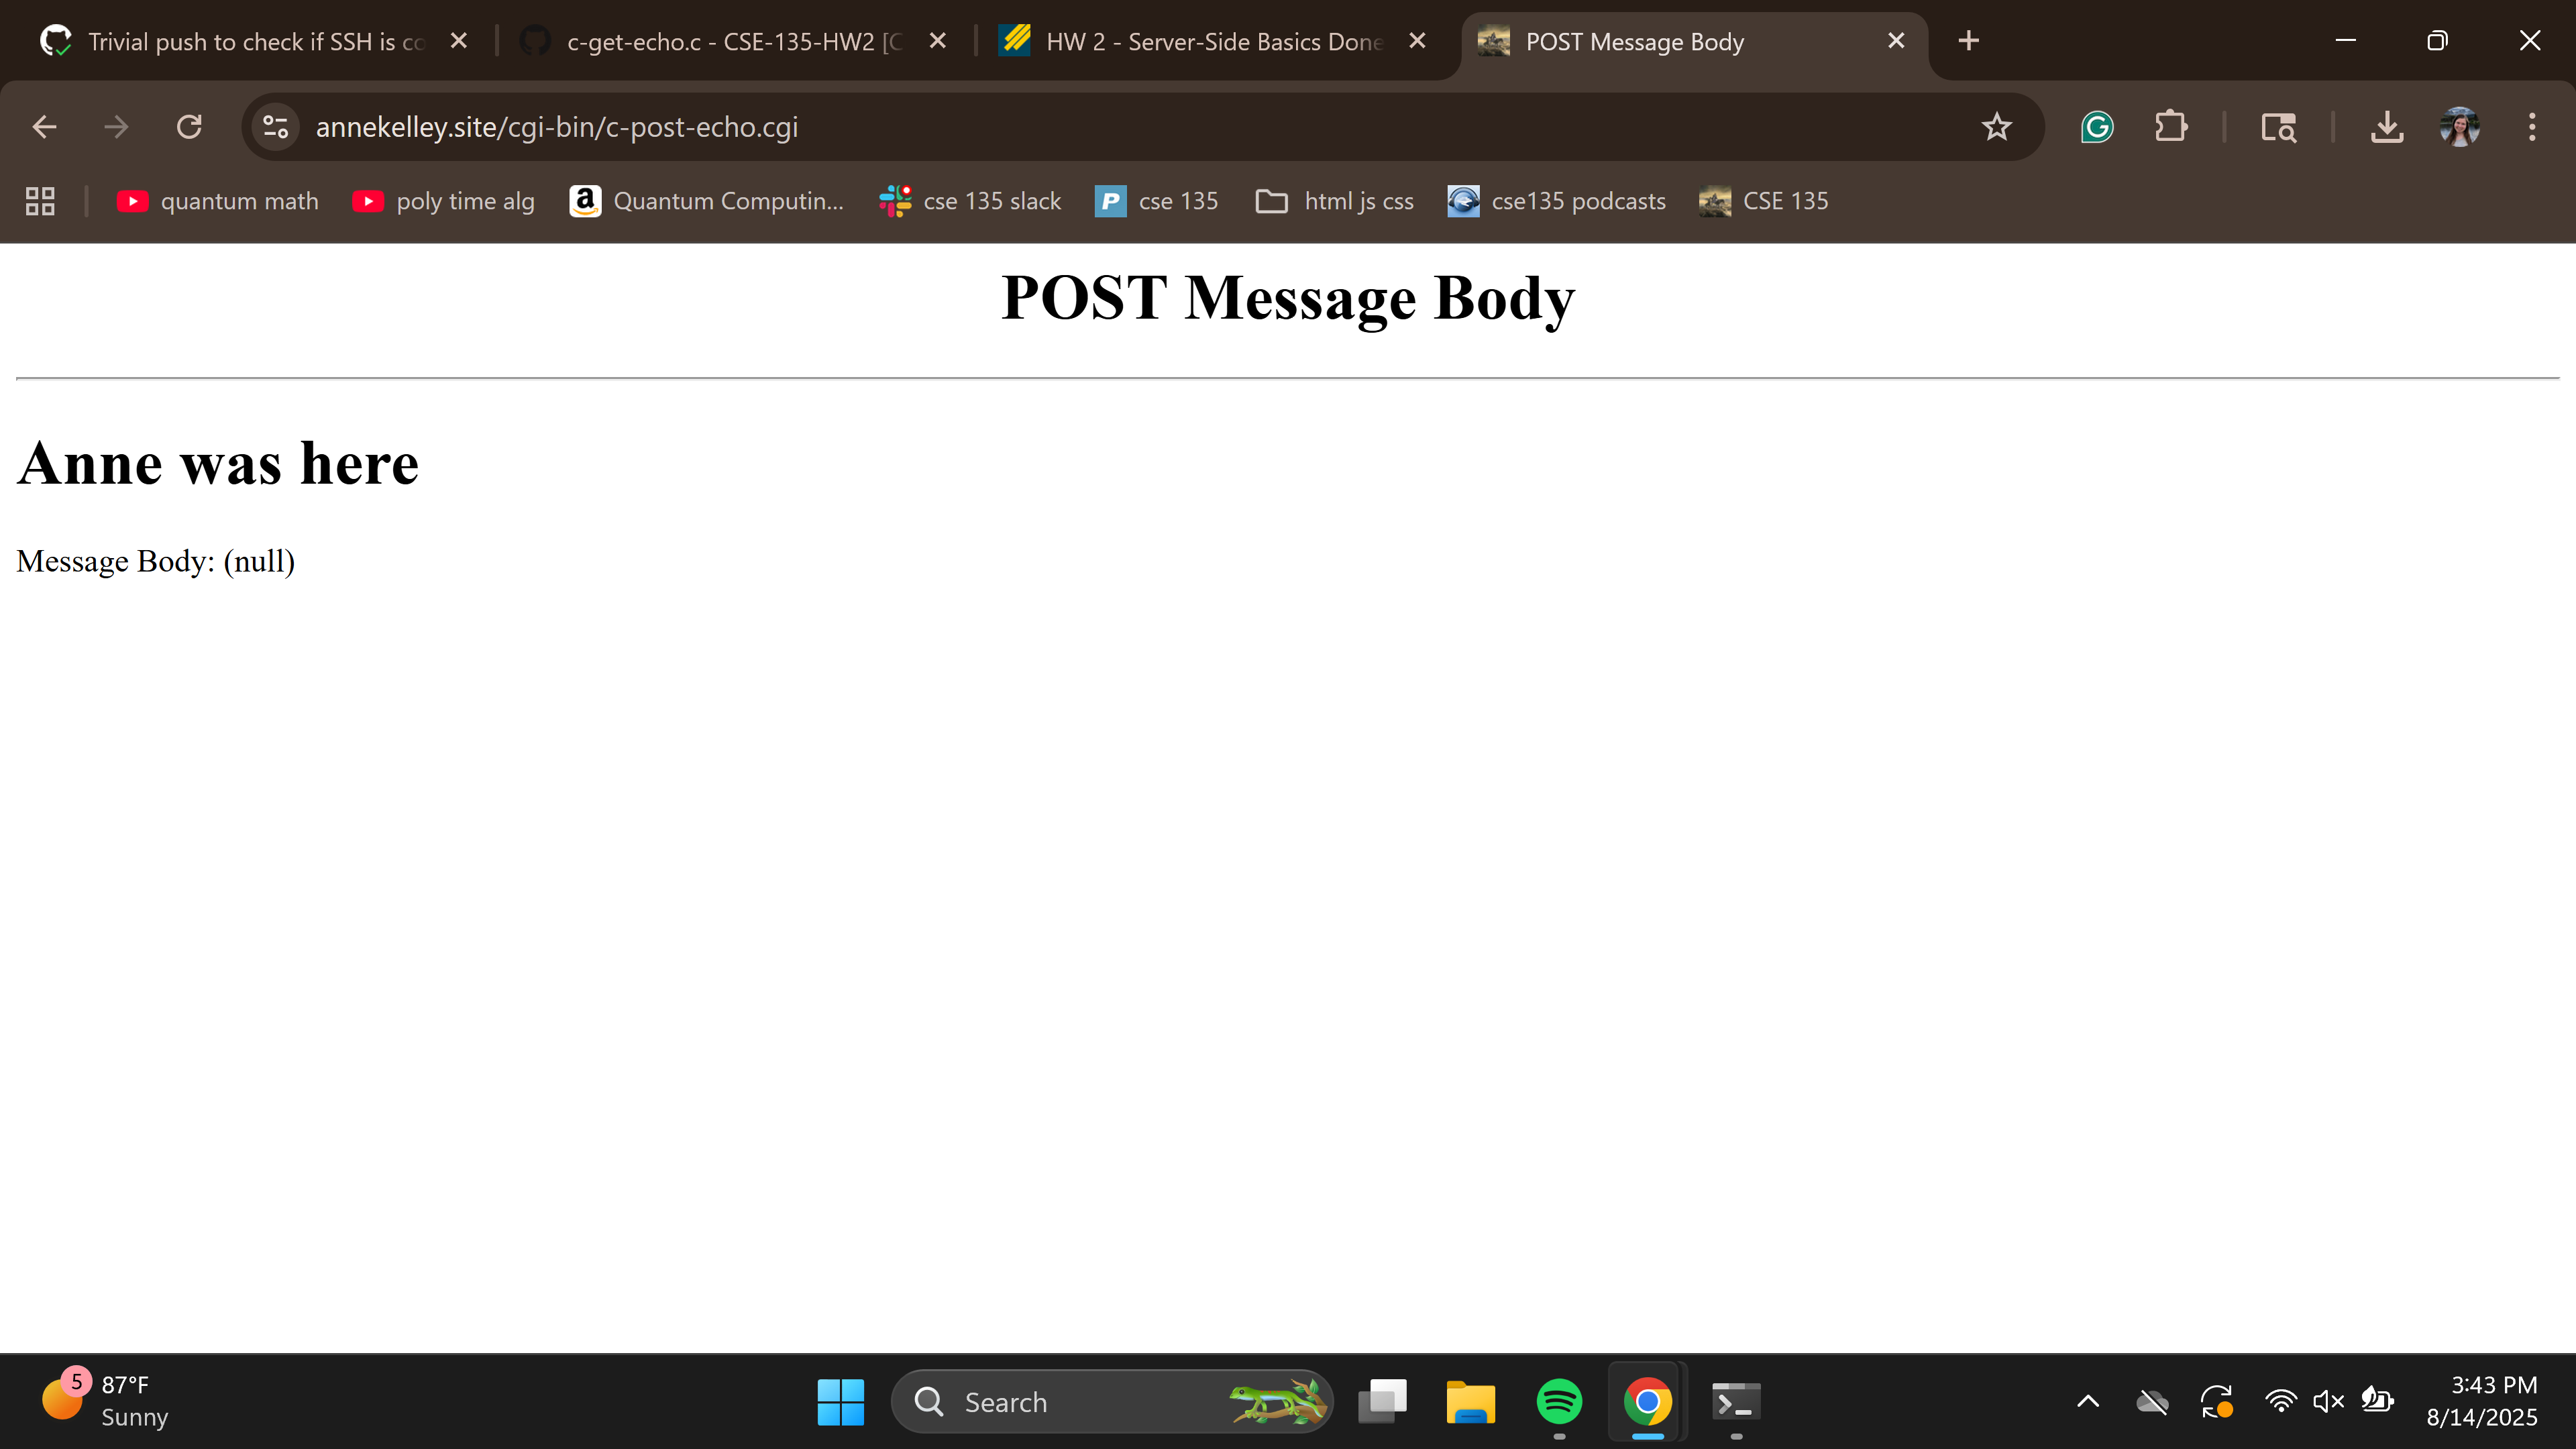 Trivial push to check if SSH is co
c-get-echo.c - CSE-135-HW2 [C
HW 2 - Server-Side Basics Done
POST Message Body
annekelley.site/cgi-bin/c-post-echo.cgi
quantum math
poly time alg
Quantum Computin...
cse 135 slack
cse 135
html js css
cse135 podcasts
CSE 135
POST Message Body
Anne was here
Message Body: (null)
5
87°F
Sunny
Search
3:43 PM
8/14/2025